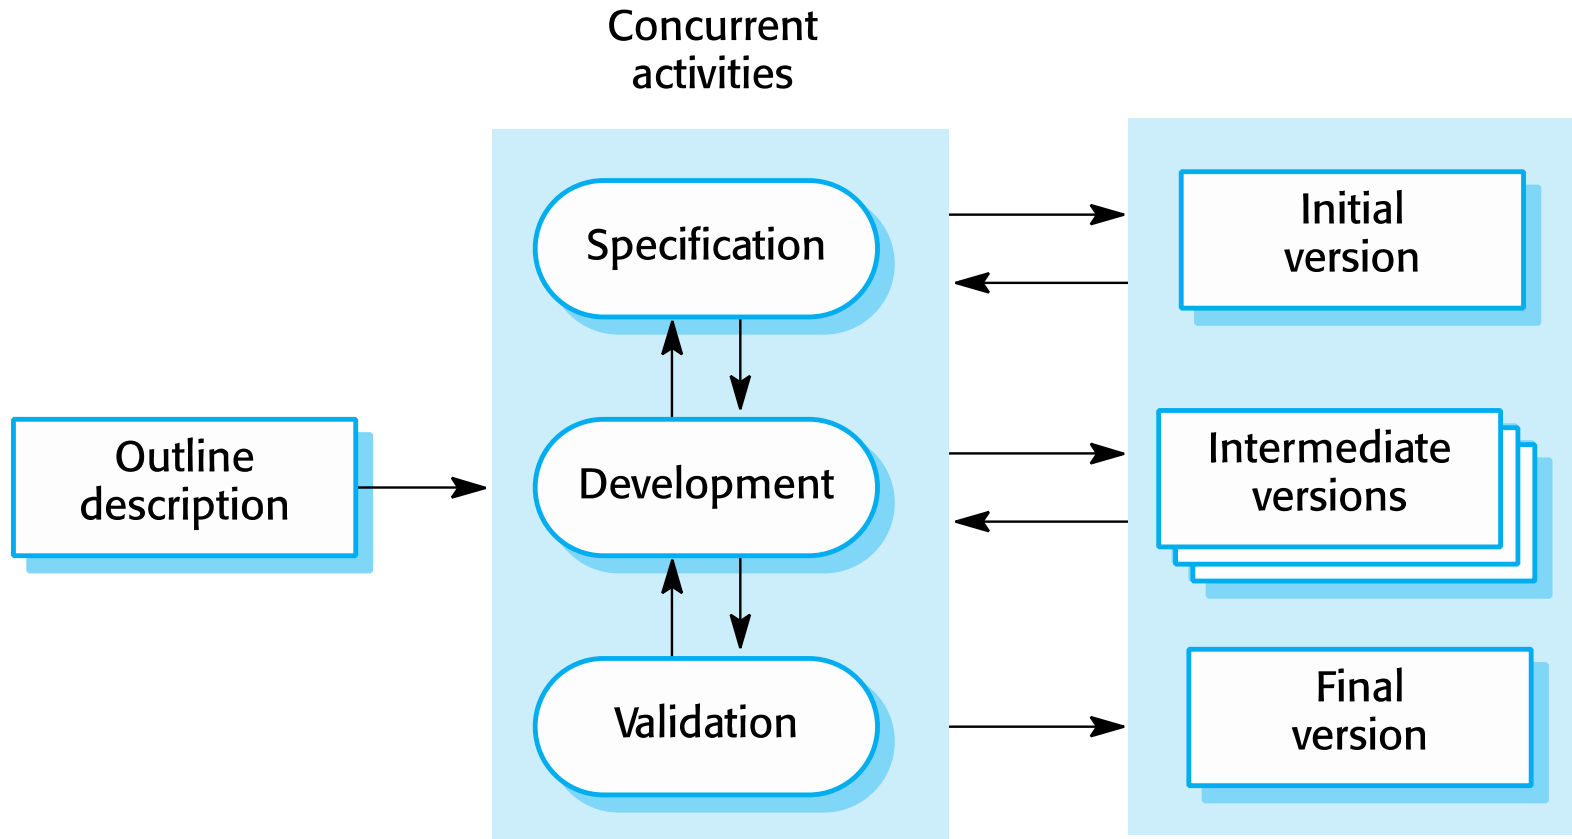 Concurrent
activities
Specification
Initial
version
Outline
description
Development
Intermediate
versions
Validation
Final
version